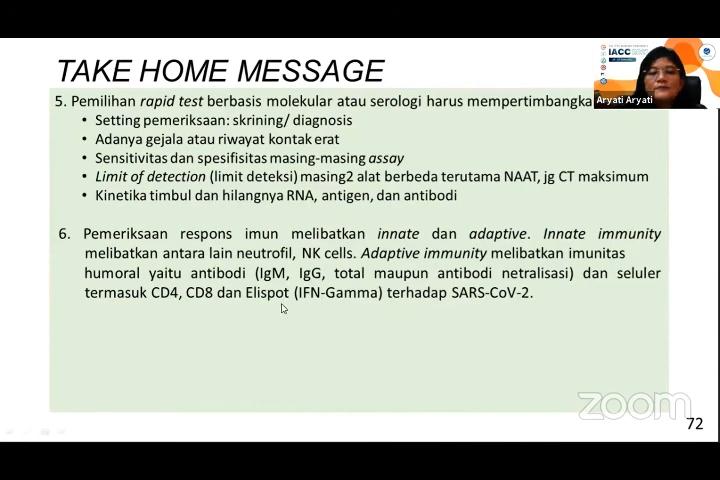 TAKE HOME MESSAGE
IACC
Aryati Aryati
5. Pemilihan rapid test berbasis molekular atau serologi harus mempertimbangka
• Setting pemeriksaan: skrining/ diagnosis
• Adanya gejala atau riwayat kontak erat
• Sensitivitas dan spesifisitas masing-masing assay
• Limit of detection (limit deteksi) masing2 alat berbeda terutama NAAT, jg CT maksimum
• Kinetika timbul dan hilangnya RNA, antigen, dan antibodi
6. Pemeriksaan respons imun melibatkan innate dan adaptive. Innate immunity
melibatkan antara lain neutrofil, NK cells. Adaptive immunity melibatkan imunitas
humoral yaitu antibodi (IgM, IgG, total maupun antibodi netralisasi) dan seluler
termasuk CD4, CD8 dan Elispot (IFN-Gamma) terhadap SARS-CoV-2.
zoom
72